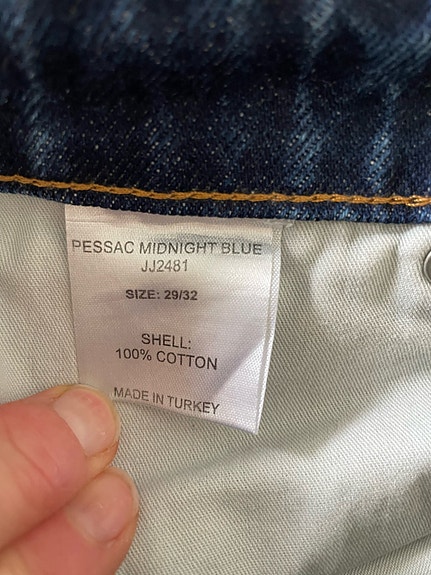 PESSAC MIDNIGHT BLUE
JJ2481
SIZE: 29/32
SHELL:
100% COTTON
MADE IN TURKEY